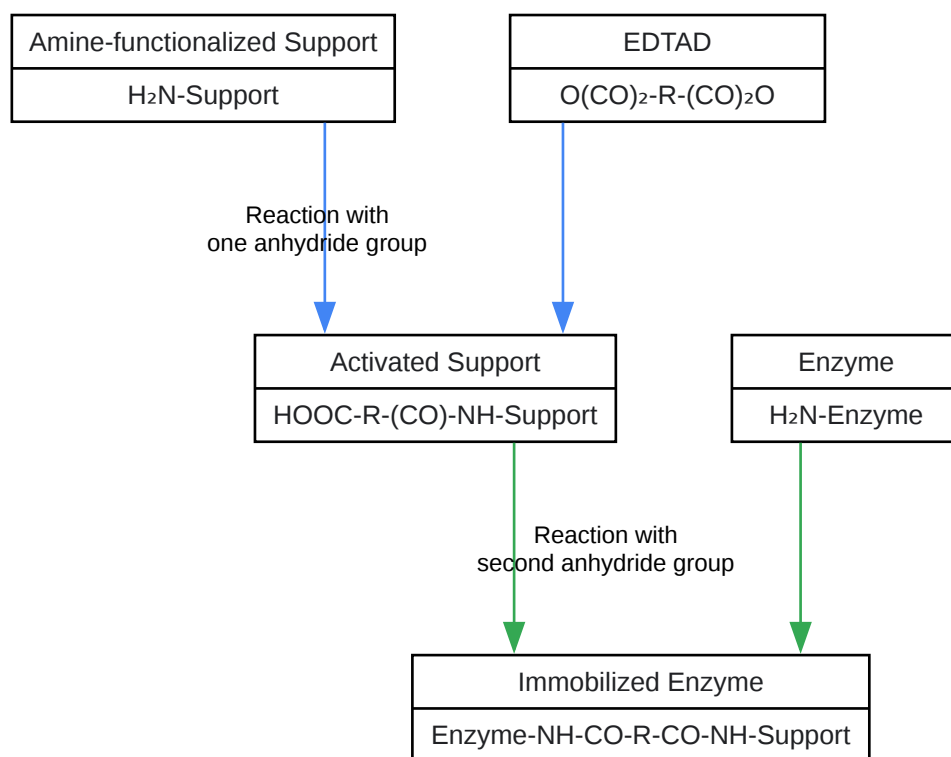 Amine-functionalized Support
H₂N-Support
EDTAD
O(CO)₂-R-(CO)₂O
Reaction with
one anhydride group
Activated Support
HOOC-R-(CO)-NH-Support
Enzyme
H₂N-Enzyme
Reaction with
second anhydride group
Immobilized Enzyme
Enzyme-NH-CO-R-CO-NH-Support